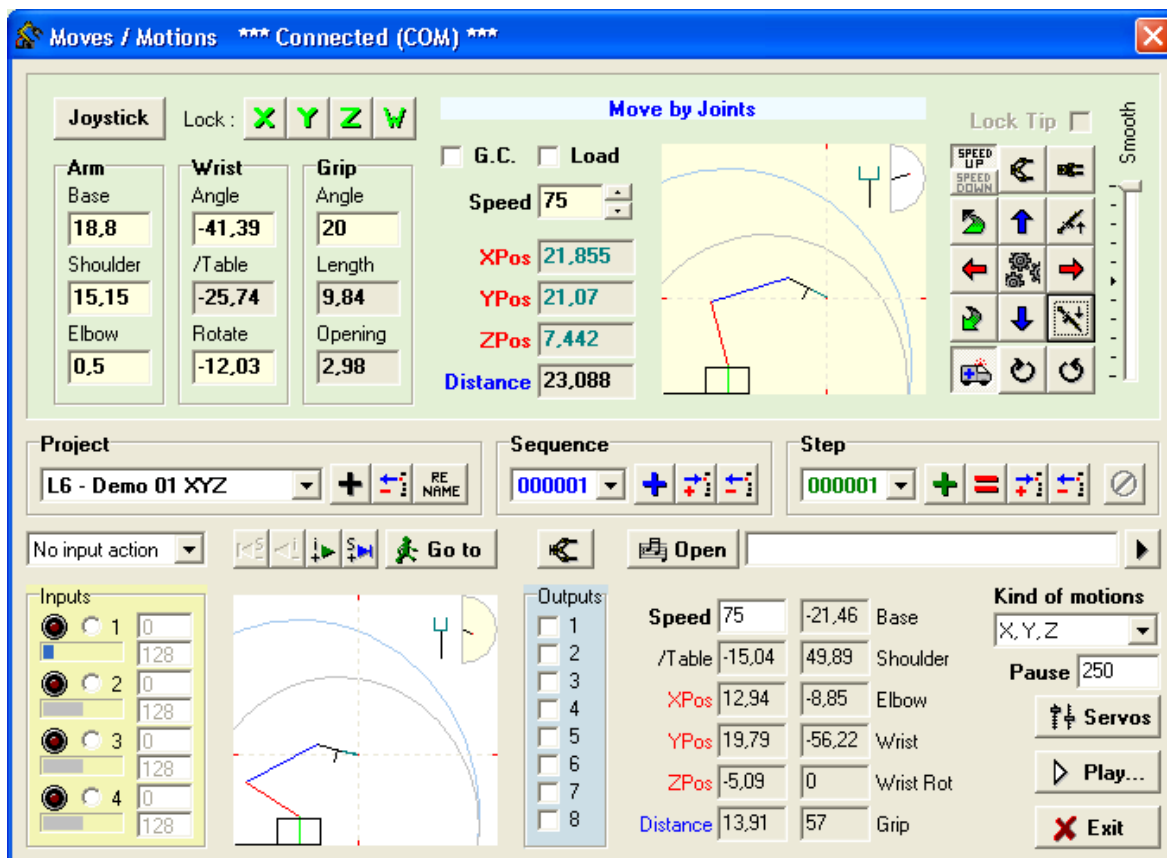 Moves / Motions *** Connected (COM) ***
Joystick Lock : X Y Z W Move by Joints Lock Tip Smooth
G.C. Load SPEED UP SPEED DOWN
Arm Wrist Grip
Base Angle Angle
18,8 -41,39 20 Speed 75
Shoulder /Table Length
15,15 -25,74 9,84
Elbow Rotate Opening
0,5 -12,03 2,98
XPos 21,855
YPos 21,07
ZPos 7,442
Distance 23,088
Project Sequence Step
L6 - Demo 01 XYZ RE NAME 000001 000001
No input action Go to Open
Inputs
1 0
128
2 0
128
3 0
128
4 0
128
Outputs
1
2
3
4
5
6
7
8
Speed 75 -21,46 Base
/Table -15,04 49,89 Shoulder
XPos 12,94 -8,85 Elbow
YPos 19,79 -56,22 Wrist
ZPos -5,09 0 Wrist Rot
Distance 13,91 57 Grip
Kind of motions
X, Y, Z
Pause 250
Servos
Play...
Exit